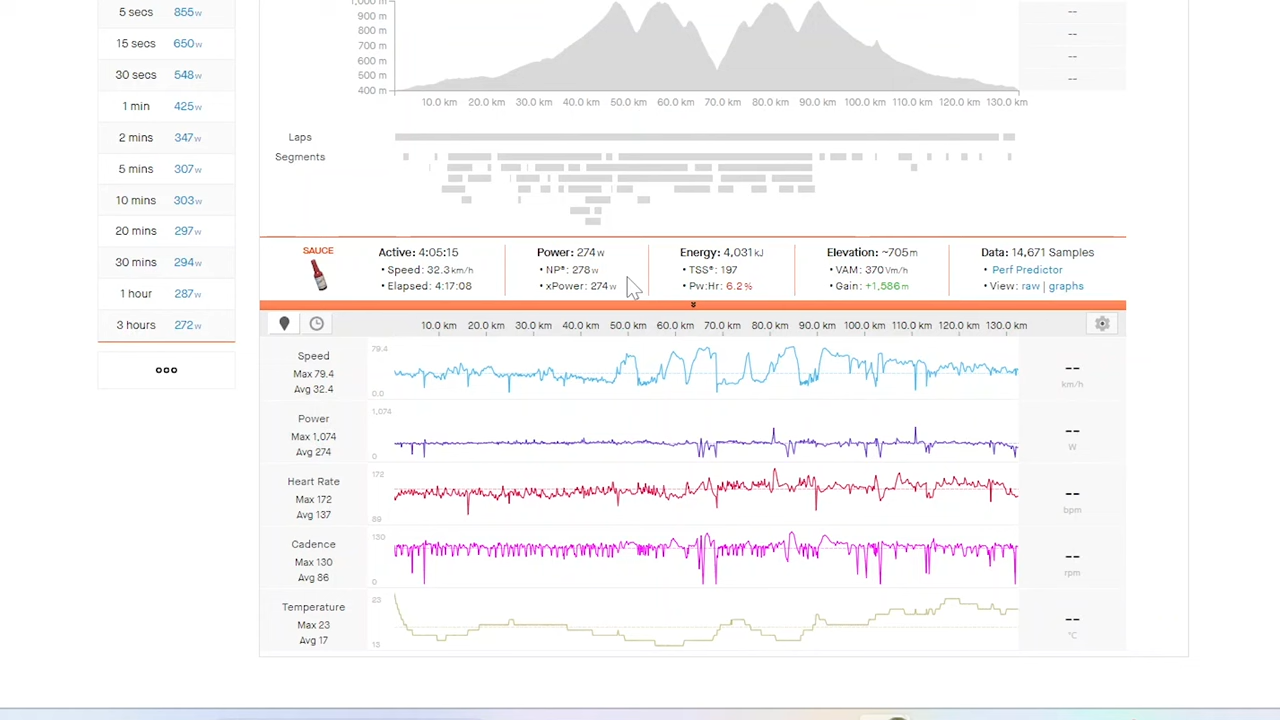 5 secs 855w
15 secs 650w
30 secs 548w
1 min 425w
2 mins 347w
5 mins 307w
10 mins 303w
20 mins 297w
30 mins 294w
1 hour 287w
3 hours 272w
1,000 m
900 m
800 m
700 m
600 m
500 m
400 m
--
--
--
--
10.0 km 20.0 km 30.0 km 40.0 km 50.0 km 60.0 km 70.0 km 80.0 km 90.0 km 100.0 km 110.0 km 120.0 km 130.0 km
Laps
Segments
SAUCE
Active: 4:05:15
• Speed: 32.3km/h
• Elapsed: 4:17:08
Power: 274w
• NP®: 278w
• xPower: 274w
Energy: 4,031kJ
• TSS®: 197
• Pw:Hr: 6.2%
Elevation: ~705m
• VAM: 370Vm/h
• Gain: +1,586m
Data: 14,671 Samples
• Perf Predictor
• View: raw | graphs
10.0 km 20.0 km 30.0 km 40.0 km 50.0 km 60.0 km 70.0 km 80.0 km 90.0 km 100.0 km 110.0 km 120.0 km 130.0 km
Speed
Max 79.4
Avg 32.4
79.4
0.0
--
km/h
Power
Max 1,074
Avg 274
1,074
0
--
W
Heart Rate
Max 172
Avg 137
172
89
--
bpm
Cadence
Max 130
Avg 86
130
0
--
rpm
Temperature
Max 23
Avg 17
23
13
--
°C